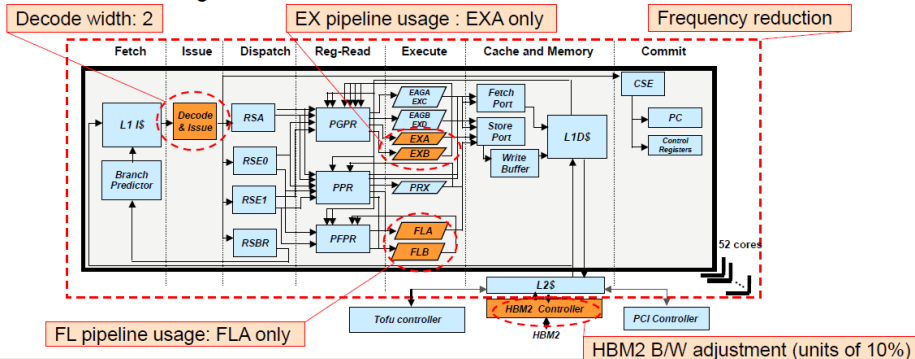 Decode width: 2
EX pipeline usage : EXA only
Frequency reduction
Fetch Issue Dispatch Reg-Read Execute Cache and Memory Commit
L1 I$
Branch
Predictor
Decode
& Issue
RSA
RSE0
RSE1
RSBR
PGPR
PPR
PFPR
EAGA
EXC
EAGB
EXD
EXA
EXB
PRX
FLA
FLB
Fetch
Port
Store
Port
Write
Buffer
L1D$
CSE
PC
Control
Registers
52 cores
L2$
HBM2 Controller
Tofu controller
PCI Controller
HBM2
FL pipeline usage: FLA only
HBM2 B/W adjustment (units of 10%)